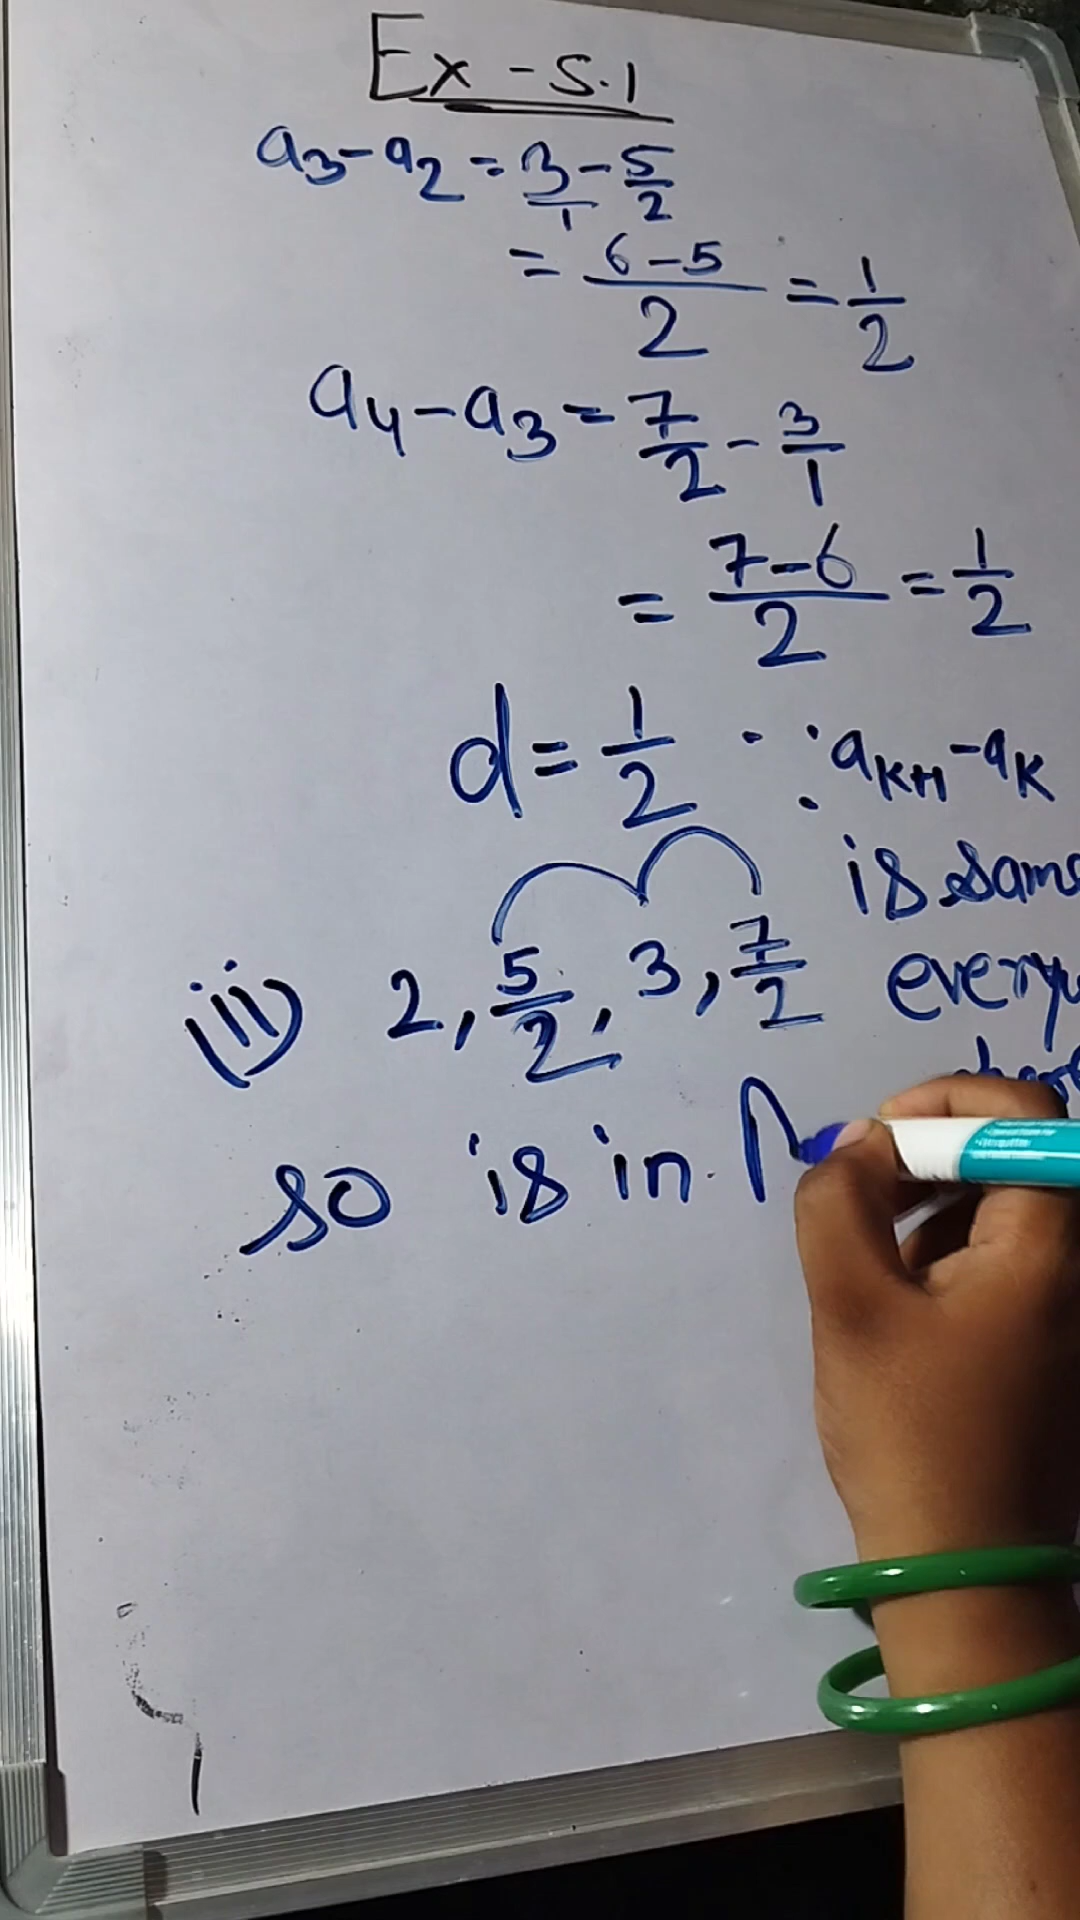 Ex - 5.1
a3 - a2 = 3/1 - 5/2
= 6 - 5 / 2 = 1/2
a4 - a3 = 7/2 - 3/1
= 7 - 6 / 2 = 1/2
d = 1/2 ∵ aK+1 - aK
is same
ii) 2, 5/2, 3, 7/2
so is in